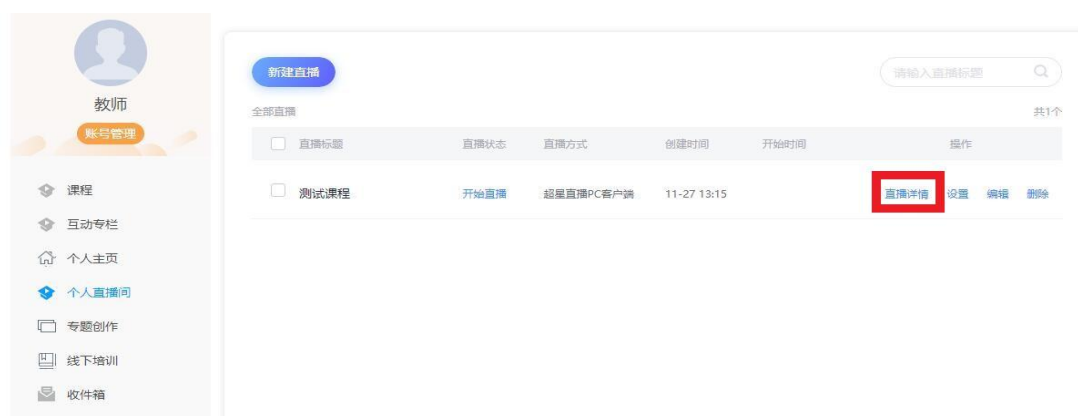 教师
账号管理
课程
互动专栏
个人主页
个人直播间
专题创作
线下培训
收件箱
新建直播
请输入直播标题
全部直播
共1个
直播标题 直播状态 直播方式 创建时间 开始时间 操作
测试课程 开始直播 超星直播PC客户端 11-27 13:15 直播详情 设置 编辑 删除